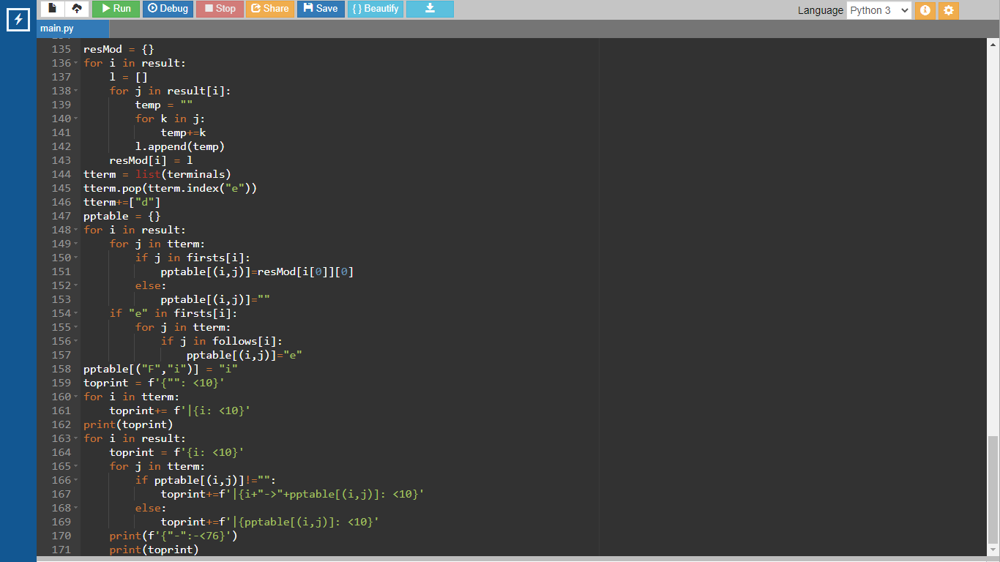 Run Debug Stop Share Save { } Beautify Language Python 3
main.py
135 resMod = {}
136 for i in result:
137     l = []
138     for j in result[i]:
139         temp = ""
140         for k in j:
141             temp+=k
142         l.append(temp)
143     resMod[i] = l
144 tterm = list(terminals)
145 tterm.pop(tterm.index("e"))
146 tterm+=["d"]
147 pptable = {}
148 for i in result:
149     for j in tterm:
150         if j in firsts[i]:
151             pptable[(i,j)]=resMod[i[0]][0]
152         else:
153             pptable[(i,j)]=""
154     if "e" in firsts[i]:
155         for j in tterm:
156             if j in follows[i]:
157                 pptable[(i,j)]="e"
158 pptable[("F","i")] = "i"
159 toprint = f'{"": <10}'
160 for i in tterm:
161     toprint+= f'|{i: <10}'
162 print(toprint)
163 for i in result:
164     toprint = f'{i: <10}'
165     for j in tterm:
166         if pptable[(i,j)]!="":
167             toprint+=f'|{i+"->"+pptable[(i,j)]: <10}'
168         else:
169             toprint+=f'|{pptable[(i,j)]: <10}'
170     print(f'{"-":-<76}')
171     print(toprint)